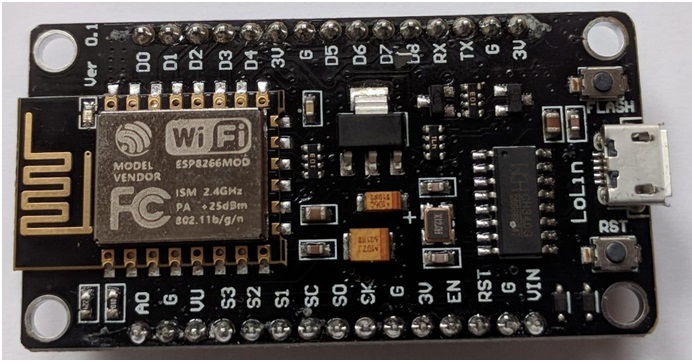 Ver 0.1
D0 D1 D2 D3 D4 3V G D5 D6 D7 D8 RX TX G 3V
FLASH
WiFi
MODEL
VENDOR
ESP8266MOD
FC
ISM 2.4GHz
PA +25dBm
802.11b/g/n
103
+
LoLin
RST
A0 G VU S3 S2 S1 SC SO SK G 3V EN RST G VIN